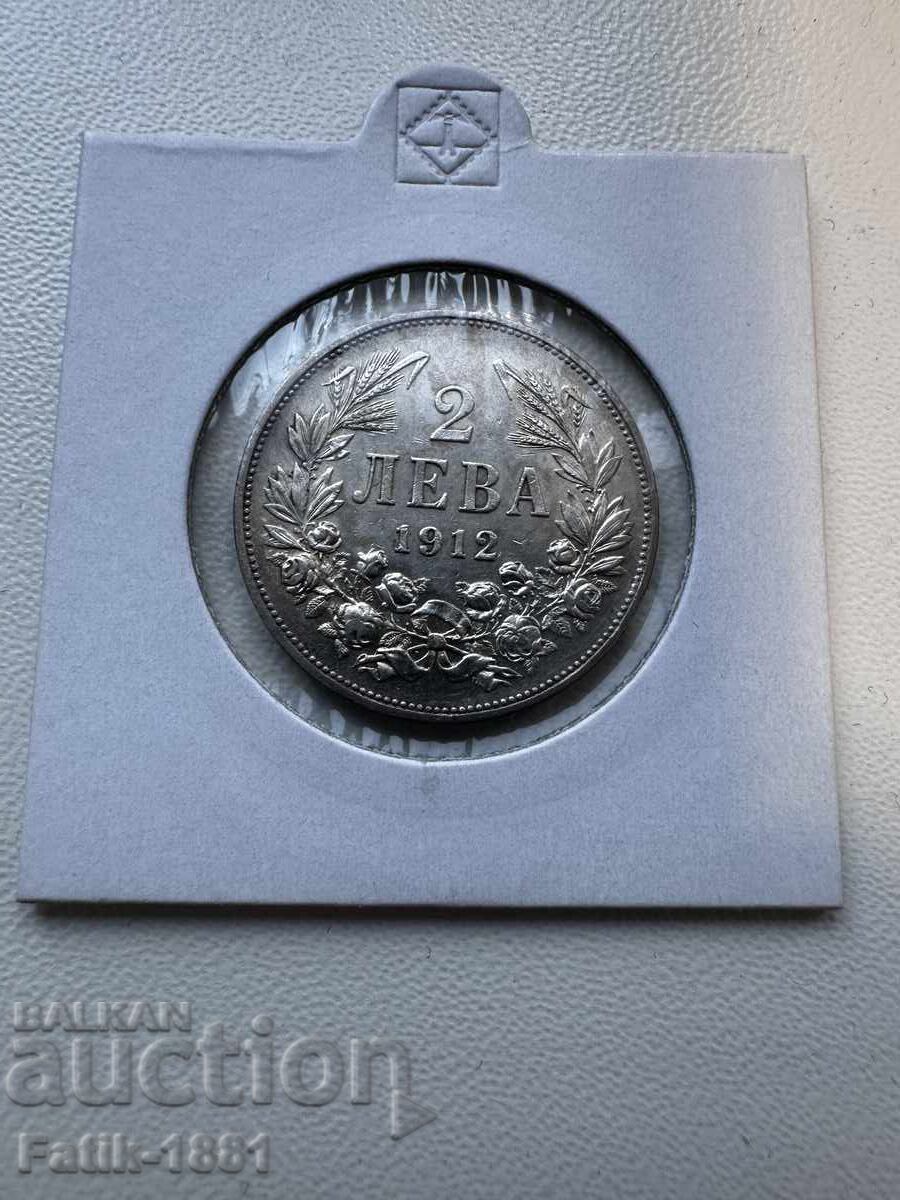 2
ЛЕВА
1912
BALKAN
auction
Fatik-1881